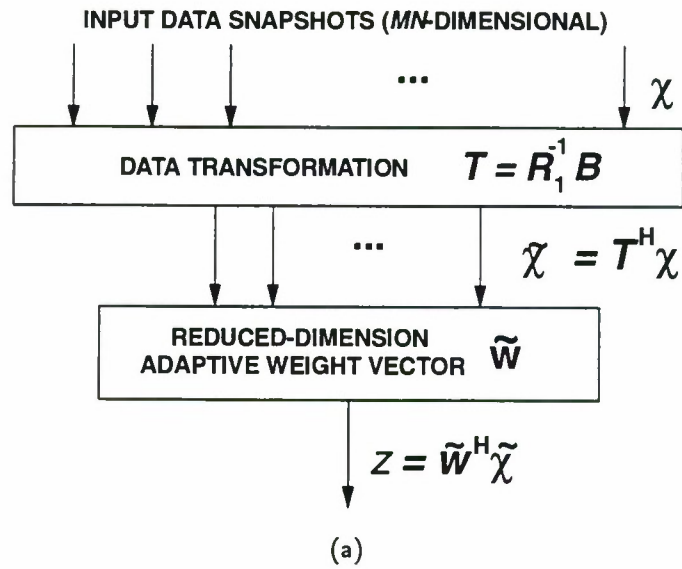 INPUT DATA SNAPSHOTS (MN-DIMENSIONAL)
... χ
DATA TRANSFORMATION T = R₁⁻¹ B
... χ̃ = Tᴴχ
REDUCED-DIMENSION
ADAPTIVE WEIGHT VECTOR w̃
z = w̃ᴴχ̃
(a)